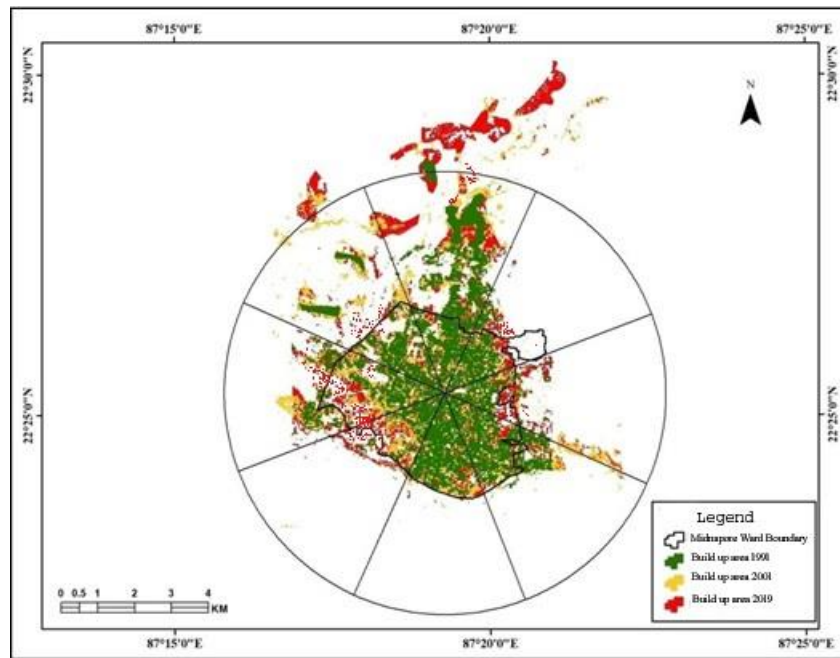 87°15'0"E 87°20'0"E 87°25'0"E
22°30'0"N 22°30'0"N
N
22°25'0"N 22°25'0"N
Legend
Midnapore Ward Boundary
Build up area 1991
Build up area 2001
Build up area 2019
0 0.5 1 2 3 4
KM
87°15'0"E 87°20'0"E 87°25'0"E